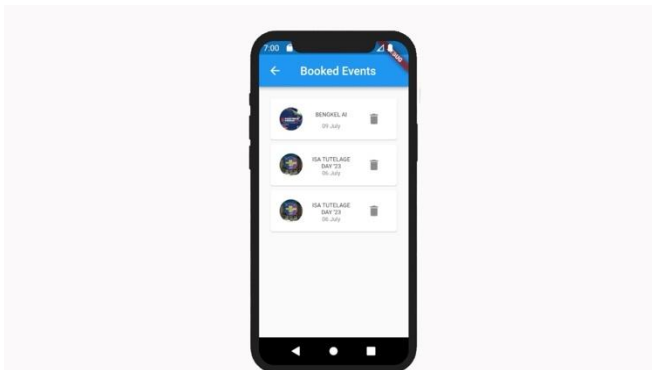 7:00
Booked Events
BENGKEL AI
09 July
ISA TUTELAGE
DAY '23
06 July
ISA TUTELAGE
DAY '23
06 July